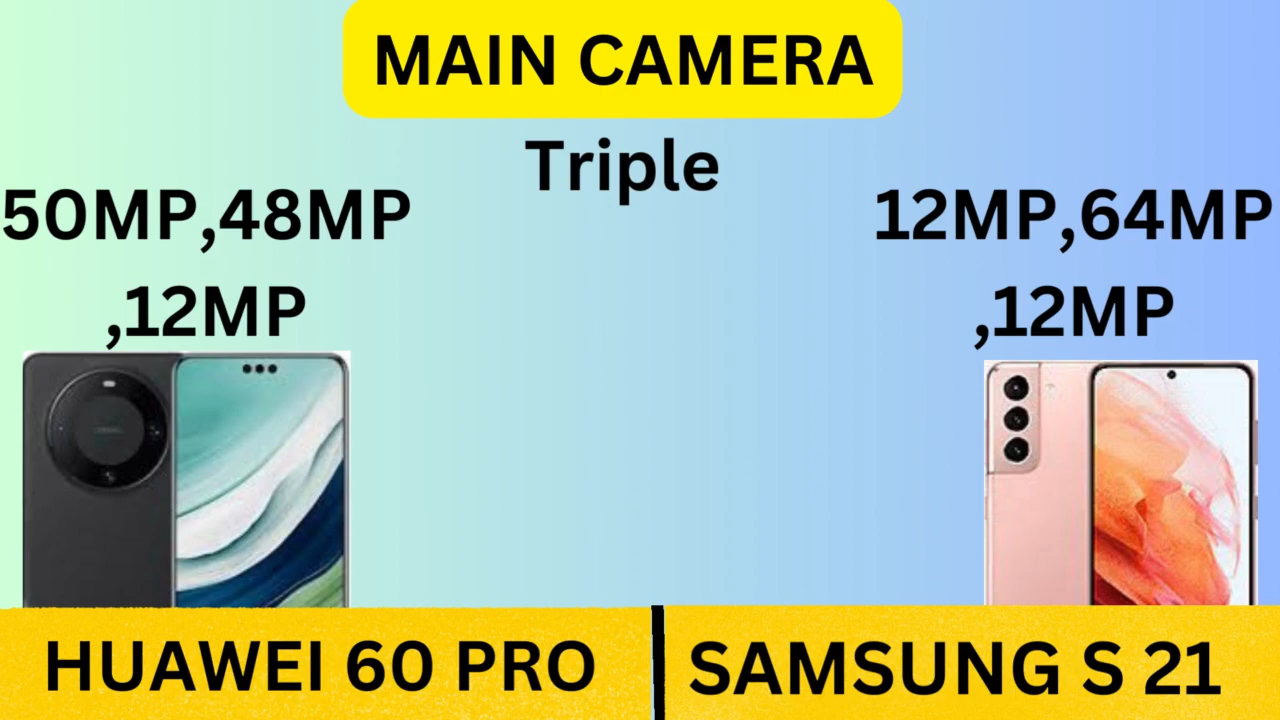 MAIN CAMERA
Triple
50MP,48MP
,12MP
12MP,64MP
,12MP
HUAWEI 60 PRO
SAMSUNG S 21